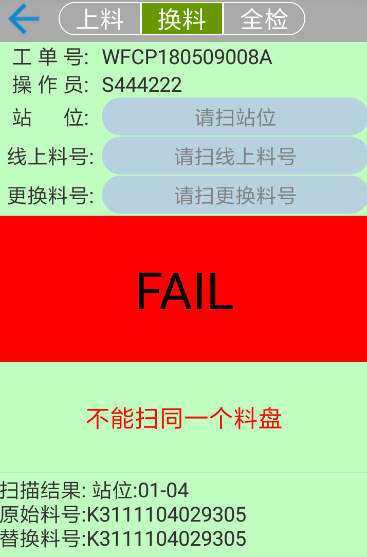 上料 换料 全检
工单号: WFCP180509008A
操作员: S444222
站 位: 请扫站位
线上料号: 请扫线上料号
更换料号: 请扫更换料号
FAIL
不能扫同一个料盘
扫描结果: 站位:01-04
原始料号:K3111104029305
替换料号:K3111104029305